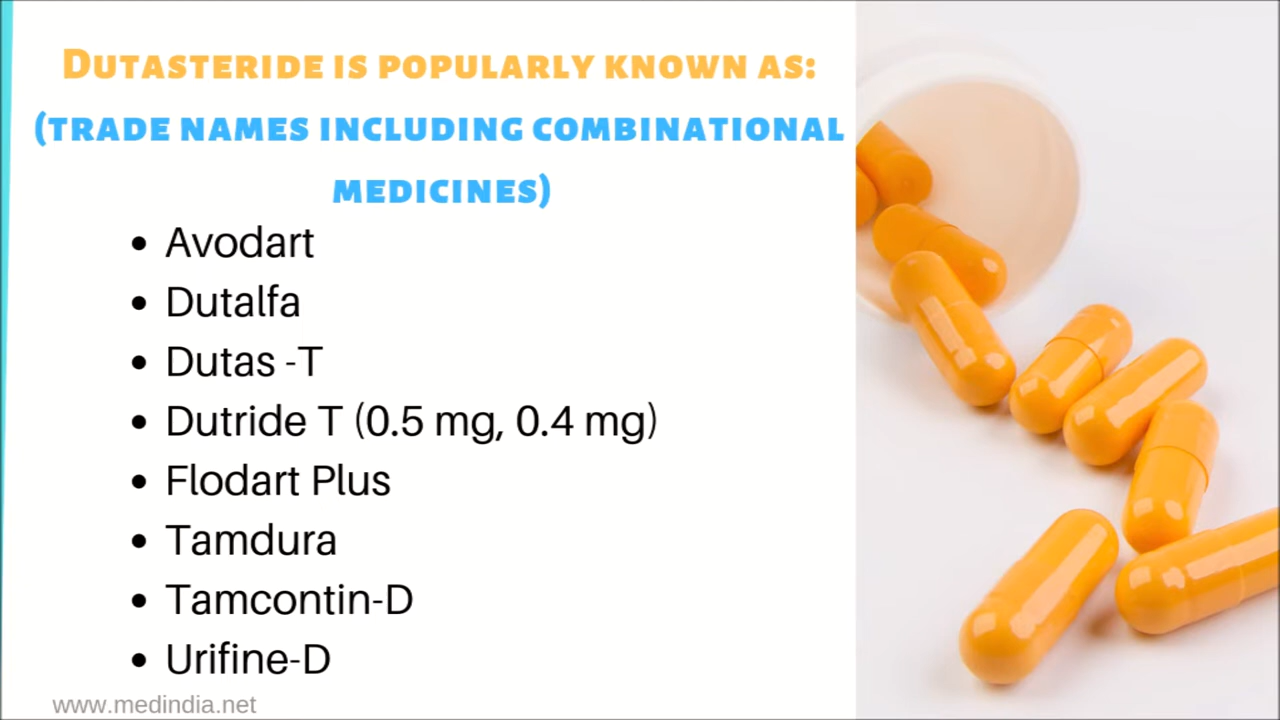 Dutasteride is popularly known as:
(trade names including combinational
medicines)
• Avodart
• Dutalfa
• Dutas -T
• Dutride T (0.5 mg, 0.4 mg)
• Flodart Plus
• Tamdura
• Tamcontin-D
• Urifine-D
www.medindia.net